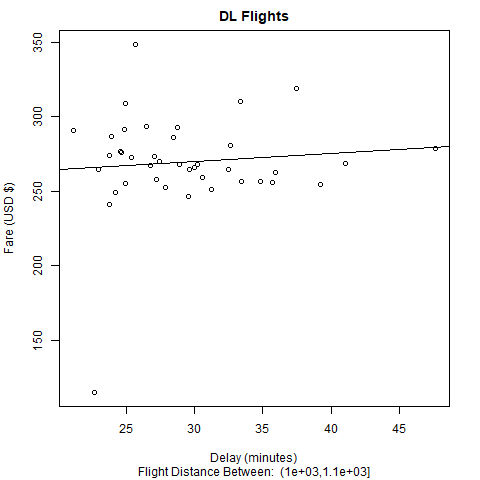 DL Flights
Fare (USD $)
350
300
250
200
150
25 30 35 40 45
Delay (minutes)
Flight Distance Between:  (1e+03,1.1e+03]